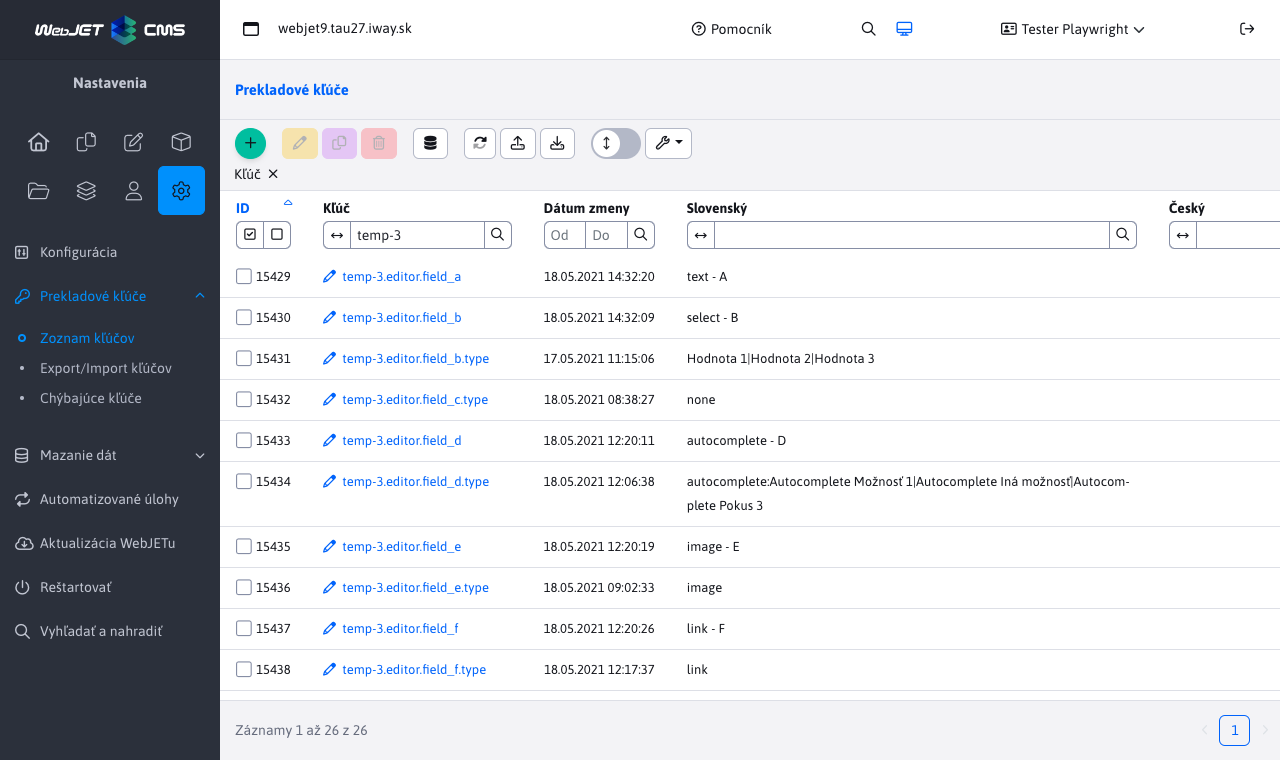 WebJET CMS
webjet9.tau27.iway.sk
Pomocník
Tester Playwright
Nastavenia
Prekladové kľúče
Kľúč
ID
Kľúč
Dátum zmeny
Slovenský
Český
temp-3
Od
Do
Konfigurácia
Prekladové kľúče
Zoznam kľúčov
Export/Import kľúčov
Chýbajúce kľúče
Mazanie dát
Automatizované úlohy
Aktualizácia WebJETu
Reštartovať
Vyhľadať a nahradiť
15429 temp-3.editor.field_a 18.05.2021 14:32:20 text - A
15430 temp-3.editor.field_b 18.05.2021 14:32:09 select - B
15431 temp-3.editor.field_b.type 17.05.2021 11:15:06 Hodnota 1|Hodnota 2|Hodnota 3
15432 temp-3.editor.field_c.type 18.05.2021 08:38:27 none
15433 temp-3.editor.field_d 18.05.2021 12:20:11 autocomplete - D
15434 temp-3.editor.field_d.type 18.05.2021 12:06:38 autocomplete:Autocomplete Možnosť 1|Autocomplete Iná možnosť|Autocom-
plete Pokus 3
15435 temp-3.editor.field_e 18.05.2021 12:20:19 image - E
15436 temp-3.editor.field_e.type 18.05.2021 09:02:33 image
15437 temp-3.editor.field_f 18.05.2021 12:20:26 link - F
15438 temp-3.editor.field_f.type 18.05.2021 12:17:37 link
Záznamy 1 až 26 z 26
1